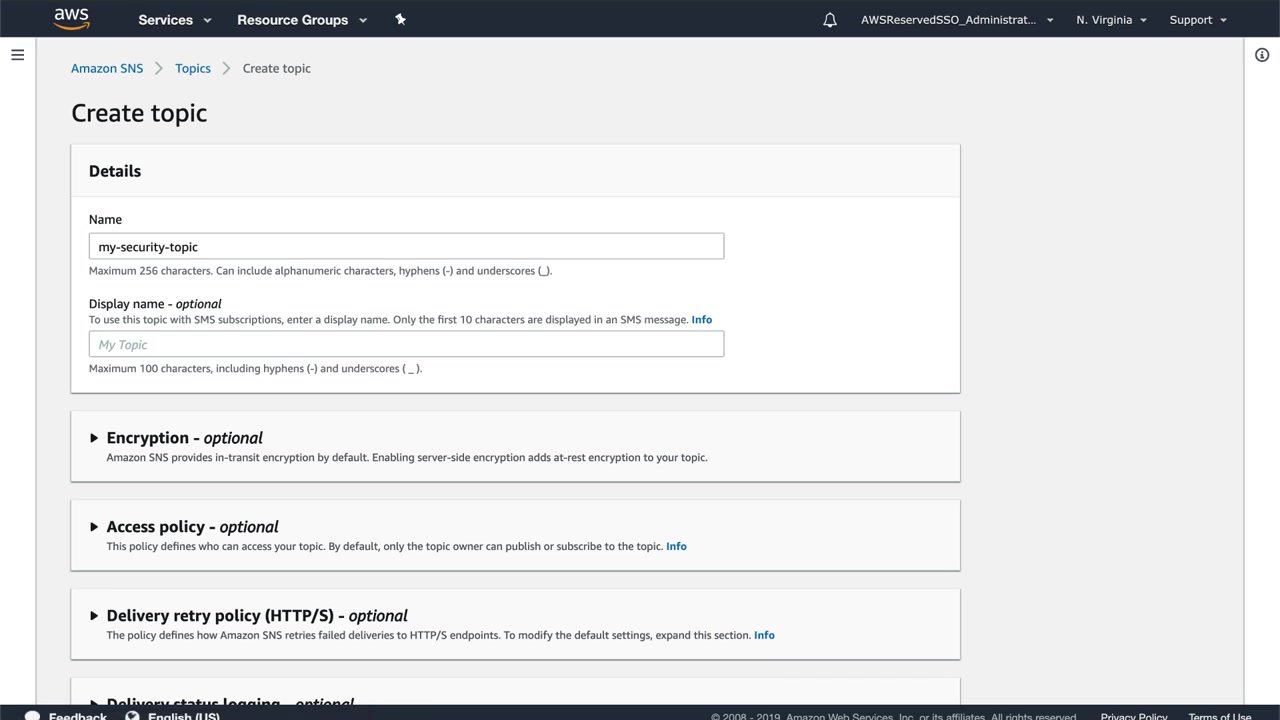 aws Services Resource Groups AWSReservedSSO_Administrat... N. Virginia Support
Amazon SNS Topics Create topic
Create topic
Details
Name
my-security-topic
Maximum 256 characters. Can include alphanumeric characters, hyphens (-) and underscores (_).
Display name - optional
To use this topic with SMS subscriptions, enter a display name. Only the first 10 characters are displayed in an SMS message. Info
My Topic
Maximum 100 characters, including hyphens (-) and underscores ( _ ).
Encryption - optional
Amazon SNS provides in-transit encryption by default. Enabling server-side encryption adds at-rest encryption to your topic.
Access policy - optional
This policy defines who can access your topic. By default, only the topic owner can publish or subscribe to the topic. Info
Delivery retry policy (HTTP/S) - optional
The policy defines how Amazon SNS retries failed deliveries to HTTP/S endpoints. To modify the default settings, expand this section. Info
Delivery status logging - optional
Feedback English (US) © 2008 - 2019, Amazon Web Services, Inc. or its affiliates. All rights reserved. Privacy Policy Terms of Use